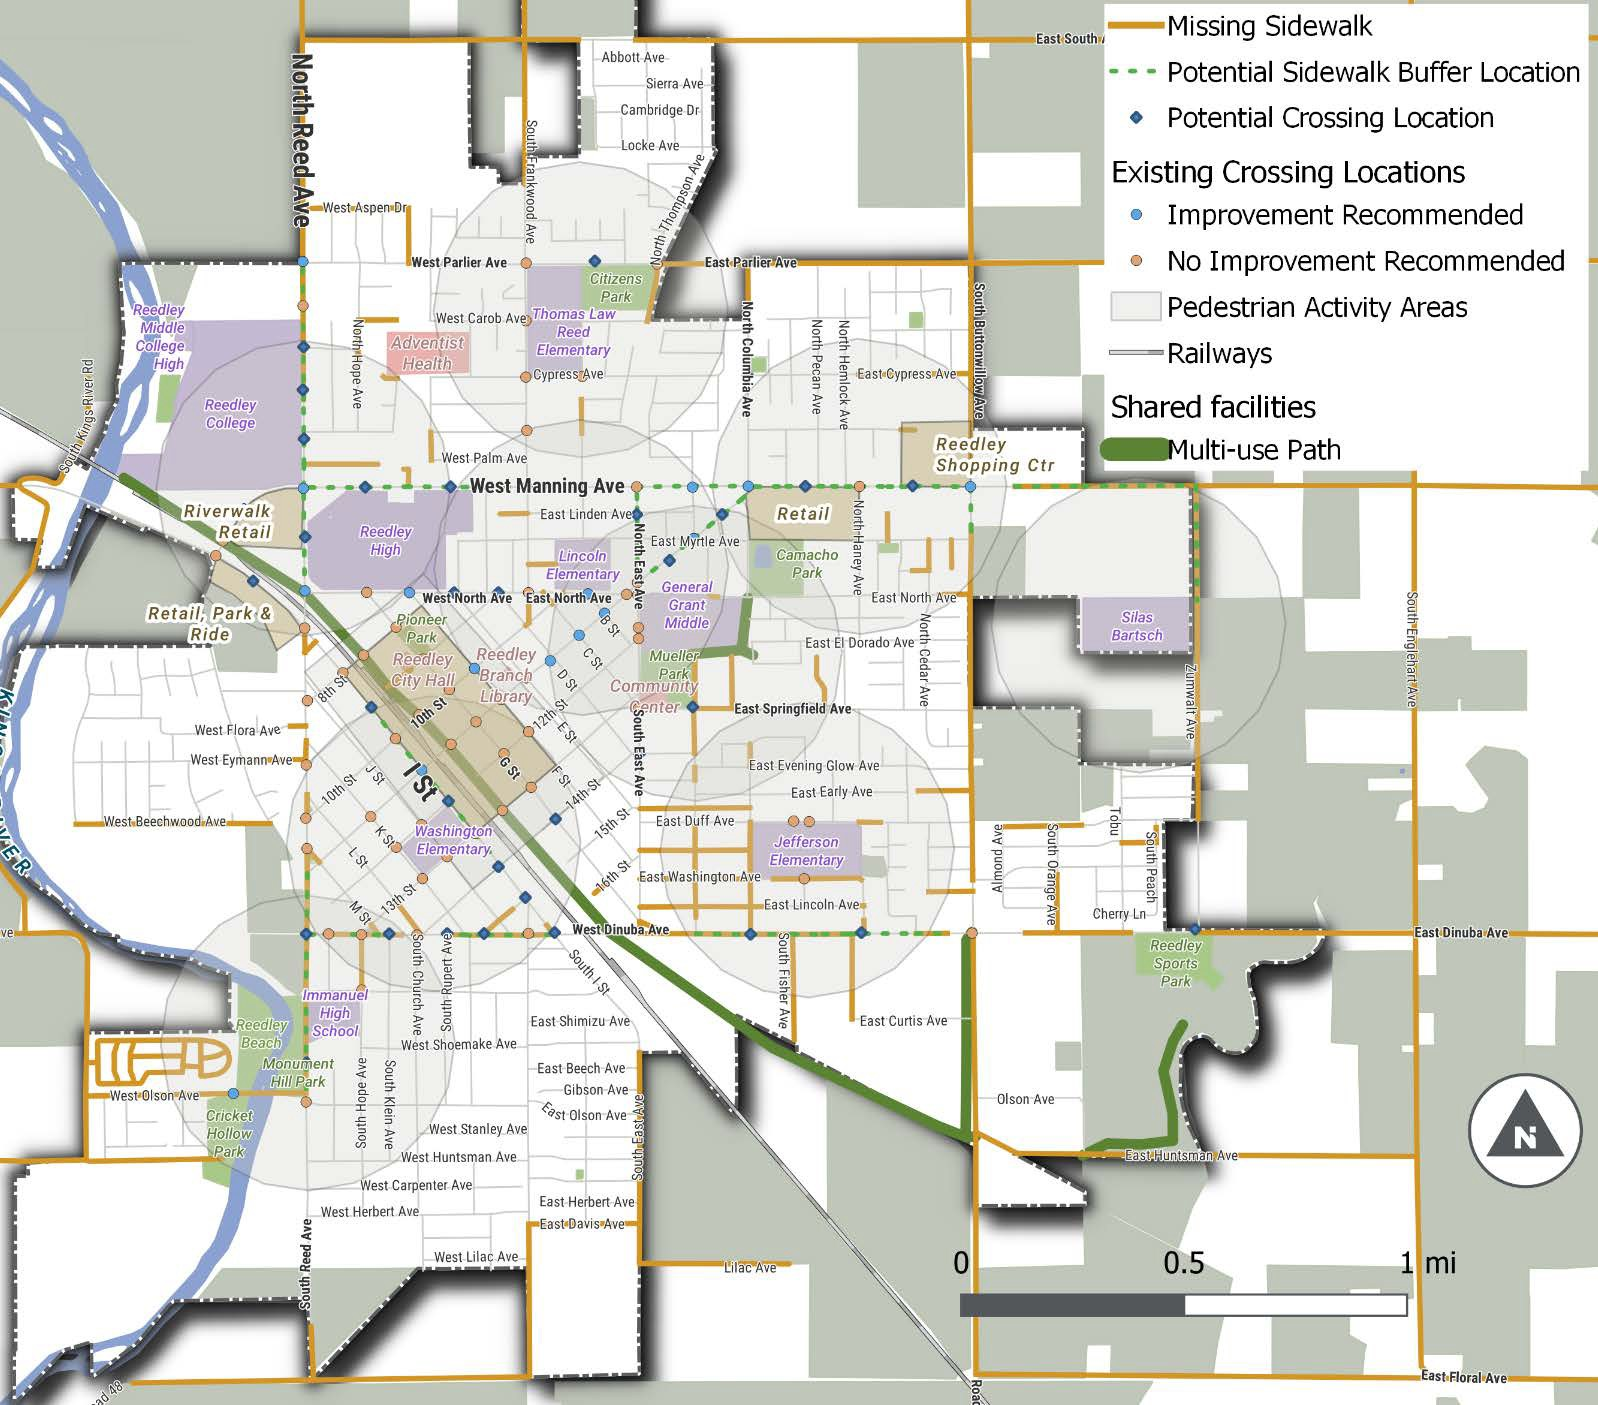 Missing Sidewalk
Potential Sidewalk Buffer Location
Potential Crossing Location
Existing Crossing Locations
Improvement Recommended
No Improvement Recommended
Pedestrian Activity Areas
Railways
Shared facilities
Multi-use Path
East South A
Abbott Ave
Sierra Ave
Cambridge Dr
Locke Ave
North Reed Ave
South Frankwood Ave
North Thompson Ave
West Aspen Dr
West Parlier Ave
East Parlier Ave
Citizens
Park
Reedley
Middle
College
High
West Carob Ave
Thomas Law
Reed
Elementary
North Hope Ave
Adventist
Health
North Columbia Ave
North Pecan Ave
North Hemlock Ave
South Buttonwillow Ave
Cypress Ave
East Cypress Ave
South Kings River Rd
Reedley
College
West Palm Ave
Reedley
Shopping Ctr
West Manning Ave
Riverwalk
Retail
Reedley
High
East Linden Ave
Retail
North East Ave
East Myrtle Ave
North Haney Ave
Lincoln
Elementary
Camacho
Park
General
Grant
Middle
West North Ave
East North Ave
East North Ave
Retail, Park &
Ride
Pioneer
Park
B St
C St
D St
E St
F St
Silas
Bartsch
South Englehart Ave
Reedley
City Hall
Reedley
Branch
Library
East El Dorado Ave
North Cedar Ave
Mueller
Park
Community
Center
Zumwalt Ave
8th St
10th St
12th St
East Springfield Ave
West Flora Ave
South East Ave
West Eymann Ave
J St
I St
G St
14th St
East Evening Glow Ave
KINGS RIVER
10th St
East Early Ave
West Beechwood Ave
K St
Washington
Elementary
15th St
East Duff Ave
Jefferson
Elementary
Tobu
Almond Ave
South Orange Ave
South Peach
L St
16th St
East Washington Ave
13th St
M St
East Lincoln Ave
Cherry Ln
ve
West Dinuba Ave
East Dinuba Ave
South Church Ave
South Rupert Ave
South I St
South Fisher Ave
Reedley
Sports
Park
Immanuel
High
School
Reedley
Beach
East Shimizu Ave
East Curtis Ave
West Shoemake Ave
Monument
Hill Park
South Hope Ave
South Klein Ave
East Beech Ave
Gibson Ave
West Olson Ave
East Olson Ave
Olson Ave
Cricket
Hollow
Park
West Stanley Ave
South East Ave
West Huntsman Ave
East Huntsman Ave
West Carpenter Ave
West Herbert Ave
East Herbert Ave
East Davis Ave
South Reed Ave
West Lilac Ave
Lilac Ave
N
0 0.5 1 mi
oad 48
Road
East Floral Ave